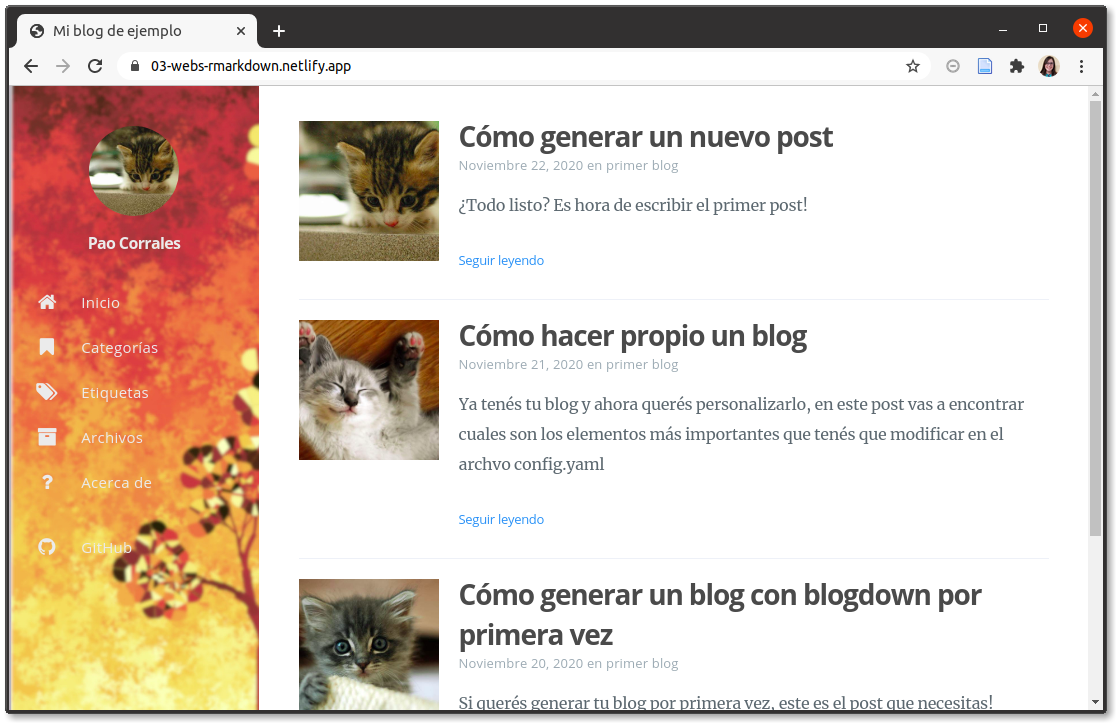 Mi blog de ejemplo
03-webs-rmarkdown.netlify.app
Pao Corrales
Inicio
Categorías
Etiquetas
Archivos
Acerca de
GitHub
Cómo generar un nuevo post
Noviembre 22, 2020 en primer blog
¿Todo listo? Es hora de escribir el primer post!
Seguir leyendo
Cómo hacer propio un blog
Noviembre 21, 2020 en primer blog
Ya tenés tu blog y ahora querés personalizarlo, en este post vas a encontrar
cuales son los elementos más importantes que tenés que modificar en el
archvo config.yaml
Seguir leyendo
Cómo generar un blog con blogdown por
primera vez
Noviembre 20, 2020 en primer blog
Si querés generar tu blog por primera vez, este es el post que necesitas!